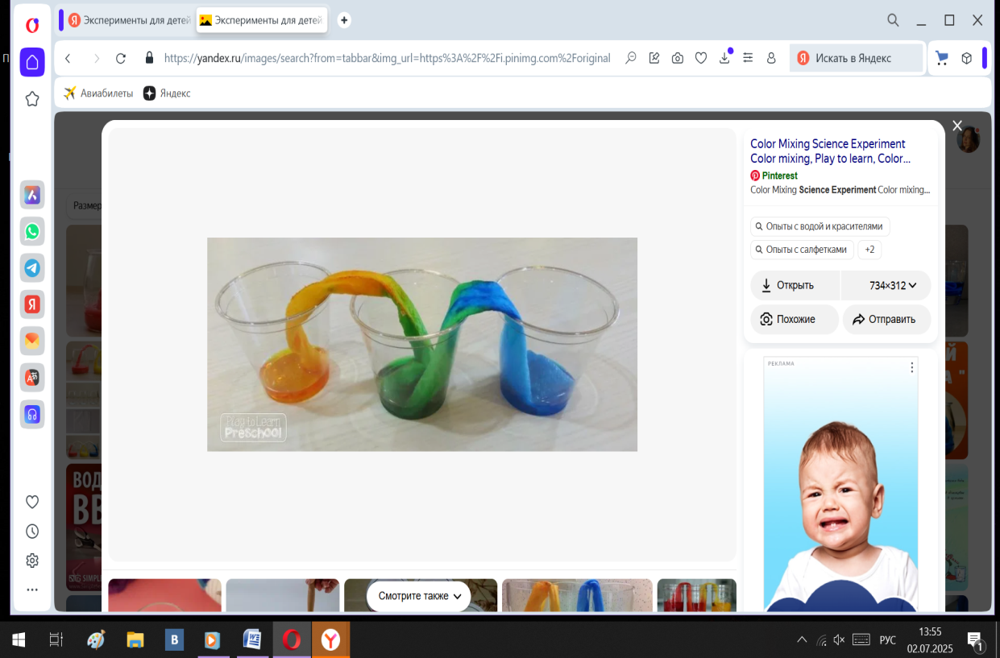 Эксперименты для детей
Эксперименты для детей
https://yandex.ru/images/search?from=tabbar&img_url=https%3A%2F%2Fi.pinimg.com%2Foriginal
Искать в Яндекс
Авиабилеты
Яндекс
Размер
Color Mixing Science Experiment
Color mixing, Play to learn, Color...
Pinterest
Color Mixing Science Experiment Color mixing...
Опыты с водой и красителями
Опыты с салфетками
+2
Открыть
734×312
Похожие
Отправить
РЕКЛАМА
Play to Learn
Preschool
Смотрите также
РУС
13:55
02.07.2025
1